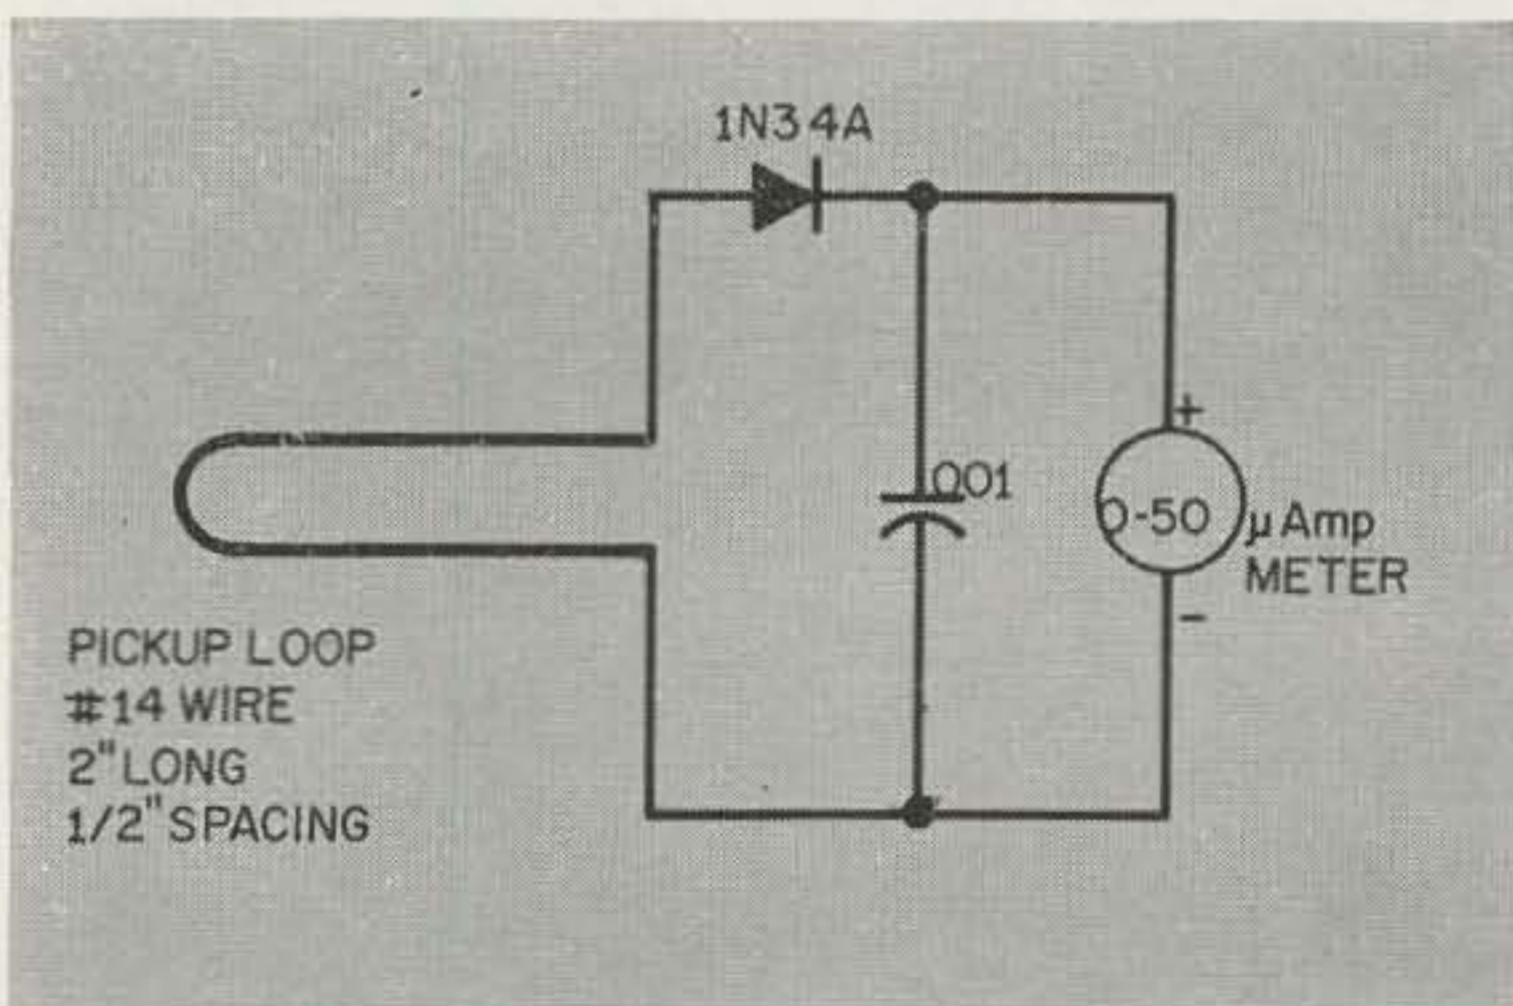 1N34A
.001
+
0-50 µAmp
METER
-
PICKUP LOOP
#14 WIRE
2" LONG
1/2" SPACING